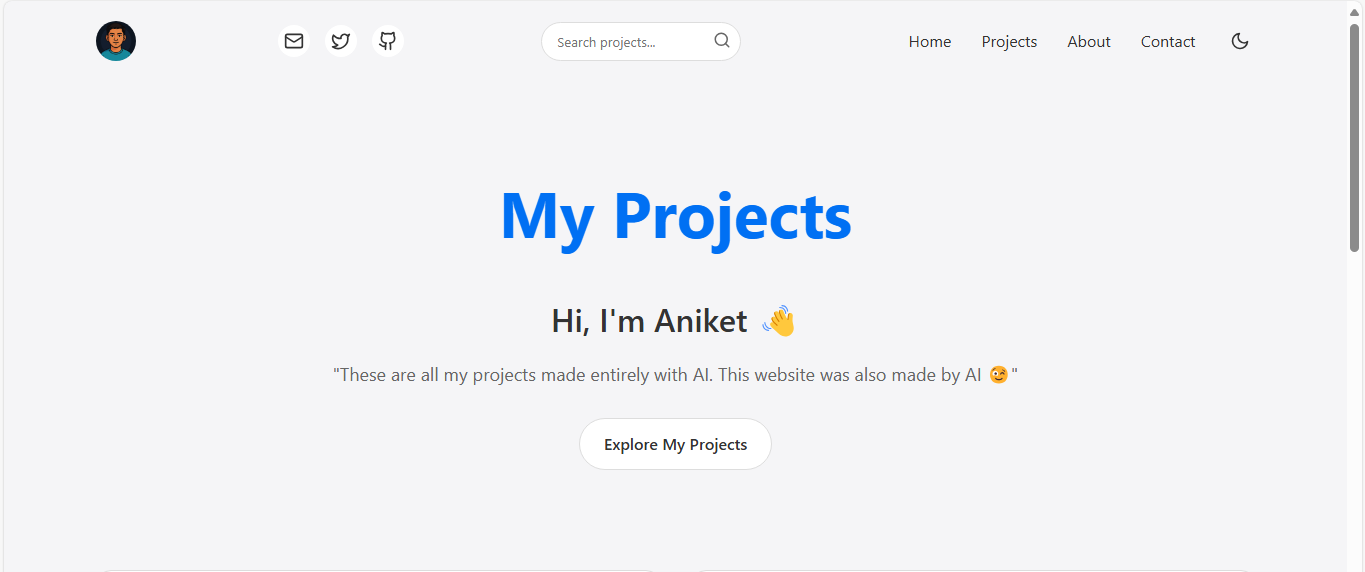 Search projects...
Home Projects About Contact
My Projects
Hi, I'm Aniket 👋
"These are all my projects made entirely with AI. This website was also made by AI 😉"
Explore My Projects